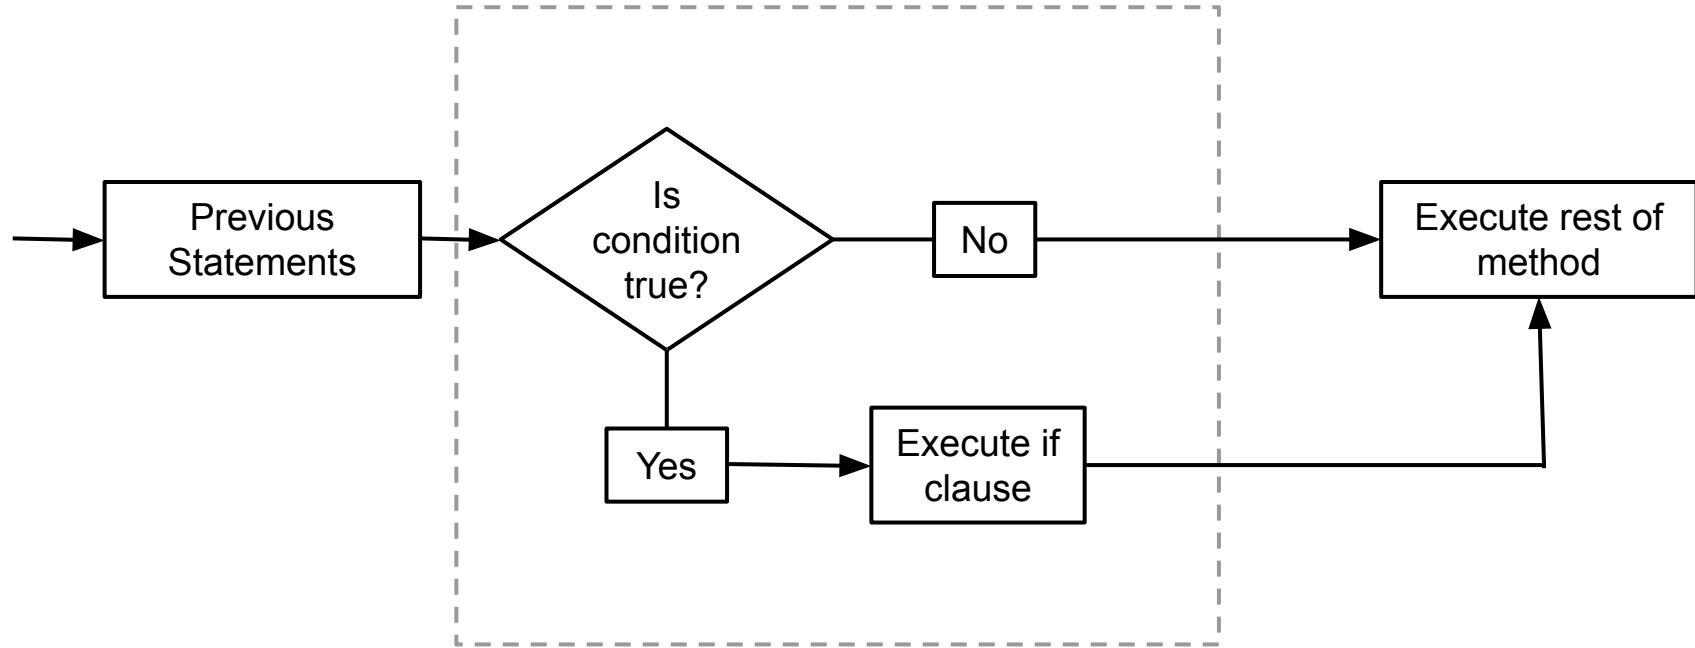 Previous
Statements
Is
condition
true?
No
Execute rest of
method
Yes
Execute if
clause